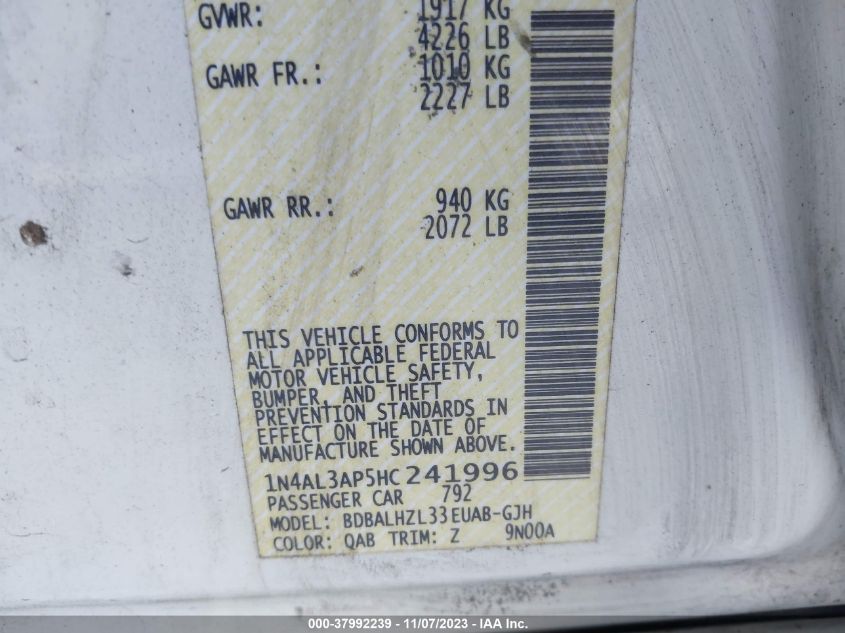 GVWR: 1917 KG
4226 LB
GAWR FR.: 1010 KG
2227 LB
GAWR RR.: 940 KG
2072 LB
THIS VEHICLE CONFORMS TO
ALL APPLICABLE FEDERAL
MOTOR VEHICLE SAFETY,
BUMPER, AND THEFT
PREVENTION STANDARDS IN
EFFECT ON THE DATE OF
MANUFACTURE SHOWN ABOVE.
1N4AL3AP5HC241996
PASSENGER CAR 792
MODEL: BDBALHZL33EUAB-GJH
COLOR: QAB TRIM: Z 9N00A
000-37992239 - 11/07/2023 - IAA Inc.